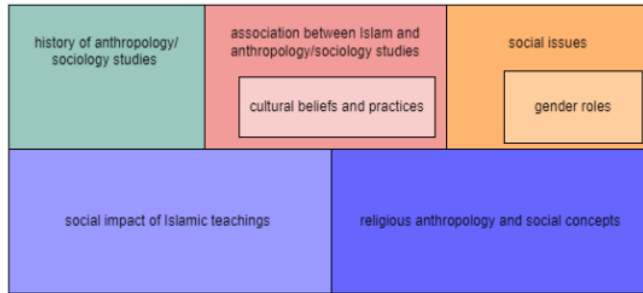 history of anthropology/
sociology studies
association between Islam and
anthropology/sociology studies
cultural beliefs and practices
social issues
gender roles
social impact of Islamic teachings
religious anthropology and social concepts